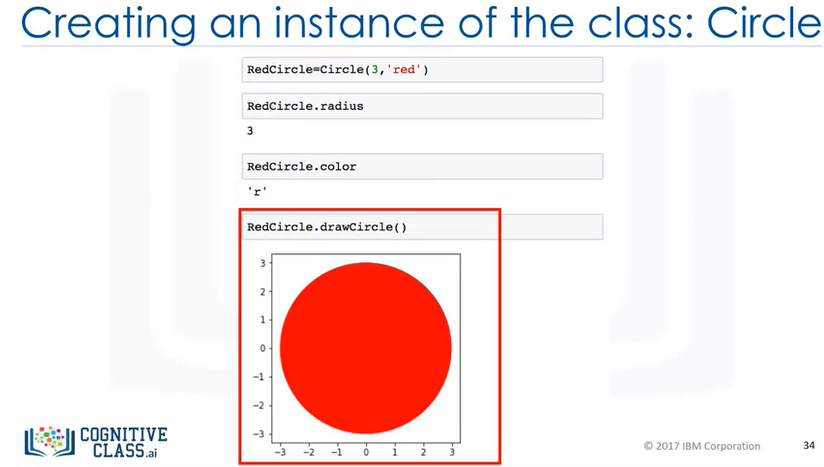 Creating an instance of the class: Circle
RedCircle=Circle(3,'red')
RedCircle.radius
3
RedCircle.color
'r'
RedCircle.drawCircle()
3
2
1
0
−1
−2
−3
−3 −2 −1 0 1 2 3
COGNITIVE
CLASS.ai
© 2017 IBM Corporation
34